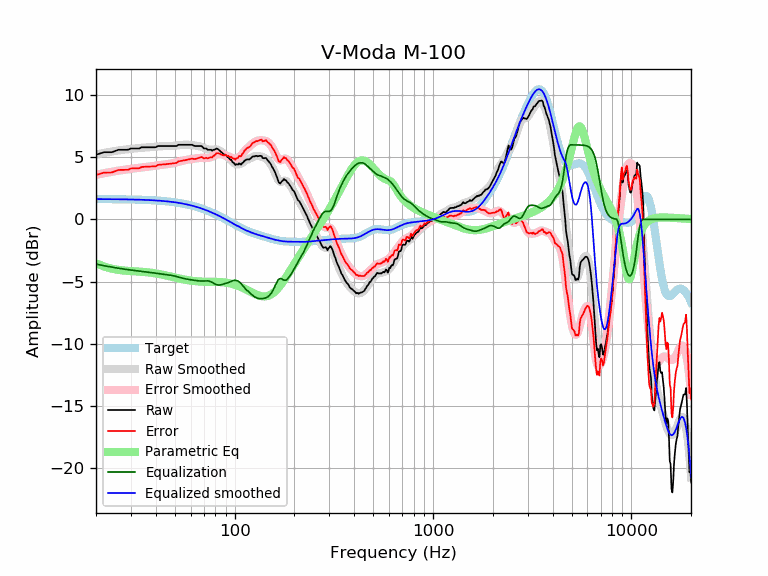 V-Moda M-100
Amplitude (dBr)
10
5
0
−5
−10
−15
−20
Target
Raw Smoothed
Error Smoothed
Raw
Error
Parametric Eq
Equalization
Equalized smoothed
100
1000
10000
Frequency (Hz)